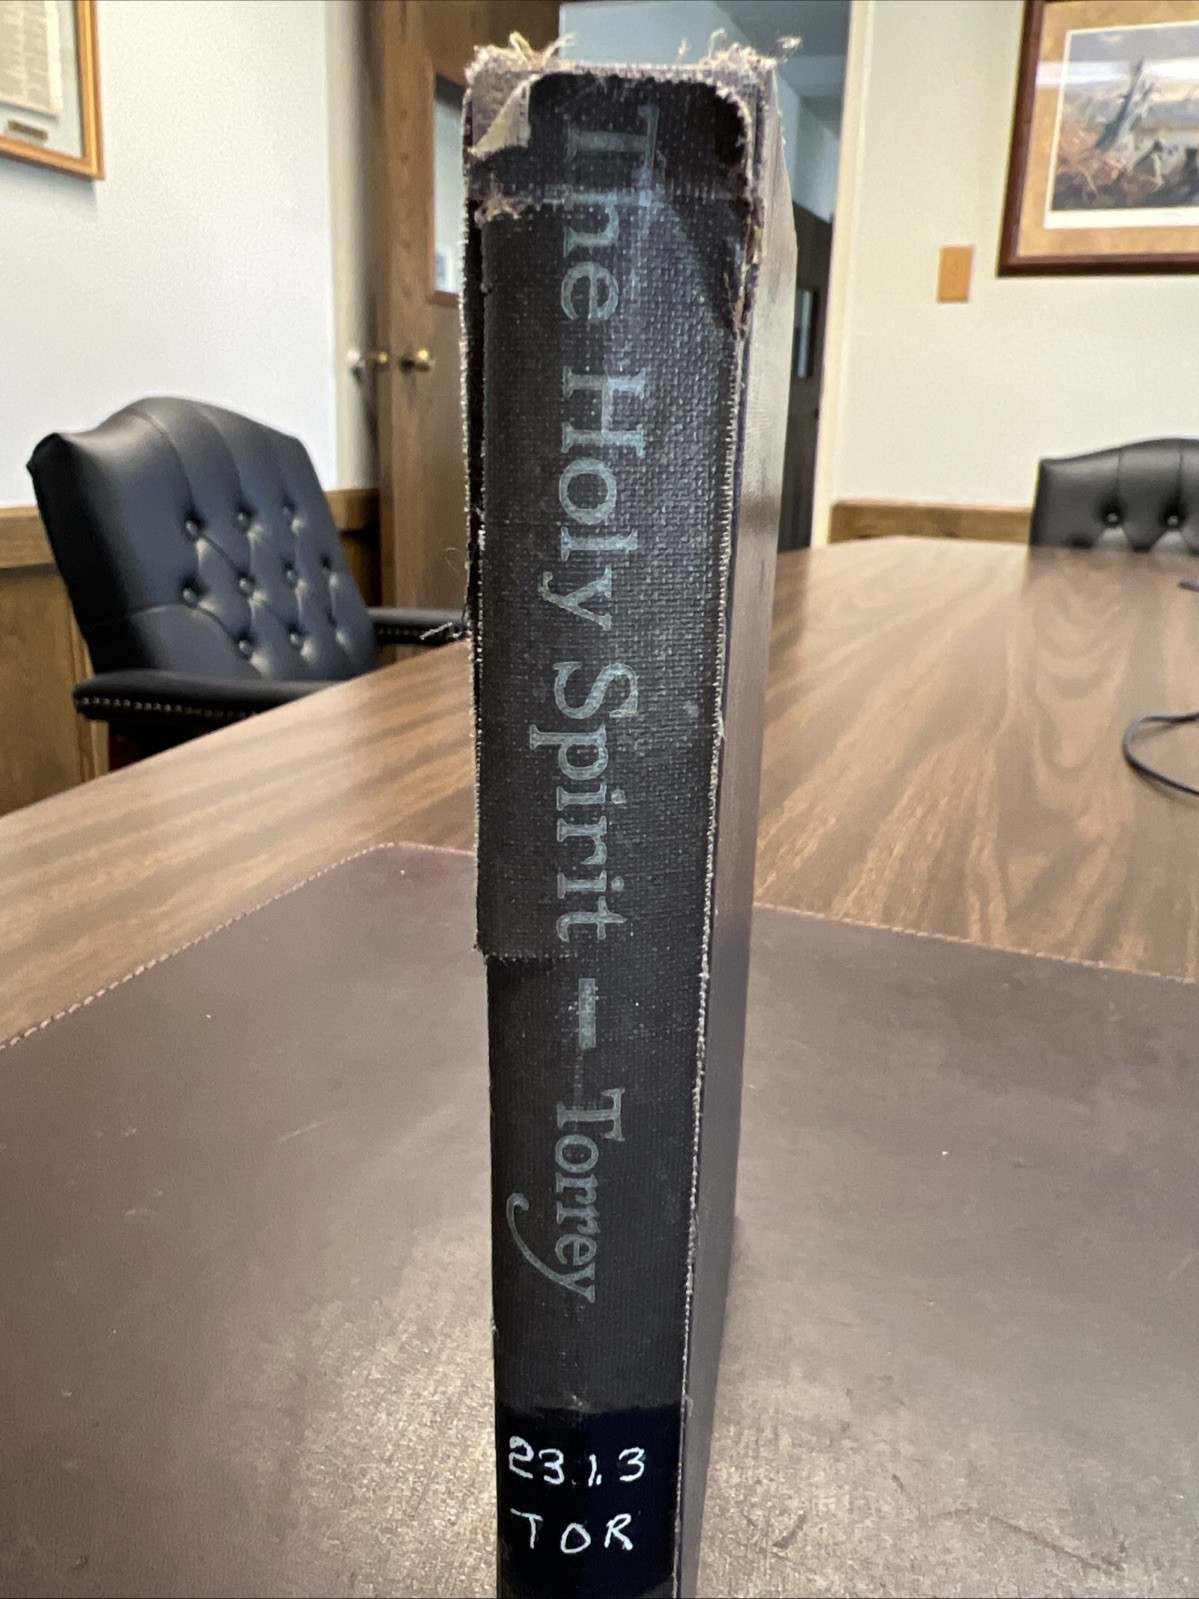 The Holy Spirit — Torrey
231.3
TOR